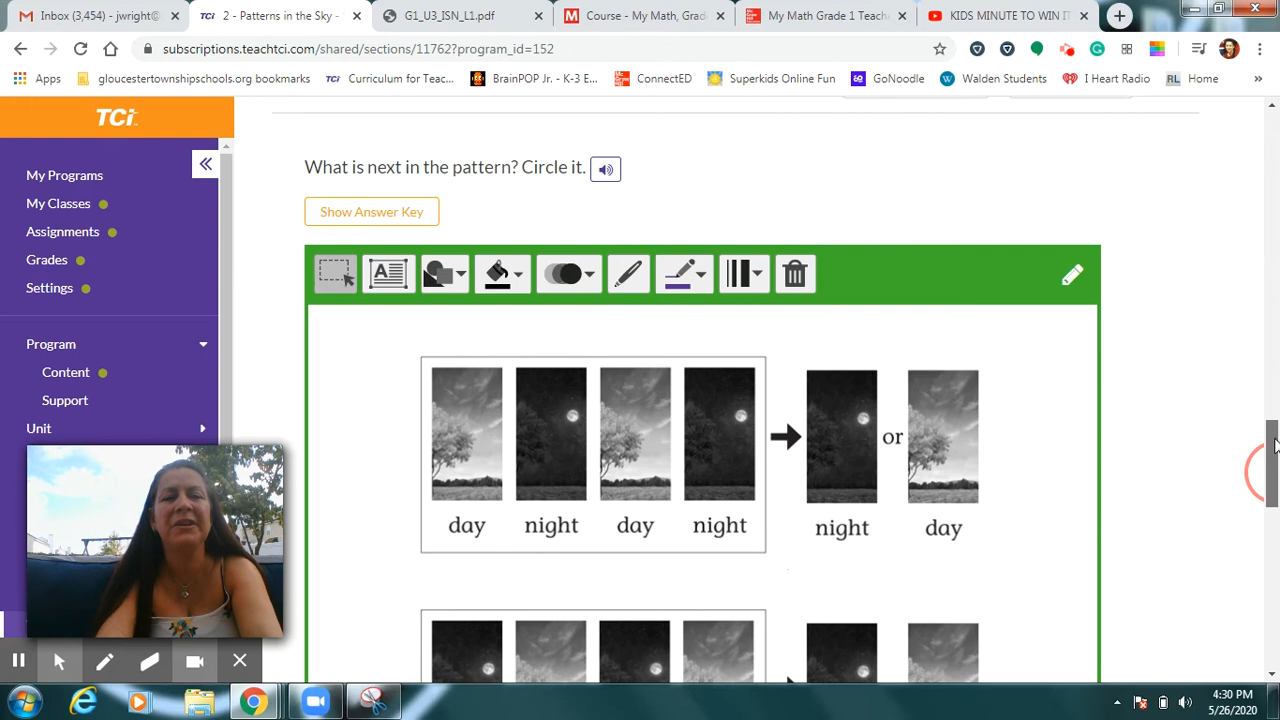 Inbox (3,454) - jwright@
TCi 2 - Patterns in the Sky -
G1_U3_ISN_L1.pdf
Course - My Math, Grad
My Math Grade 1 Teache
KIDS MINUTE TO WIN IT
subscriptions.teachtci.com/shared/sections/11762?program_id=152
Apps
gloucestertownshipschools.org bookmarks
TCi Curriculum for Teac...
BrainPOP Jr. - K-3 E...
ConnectED
Superkids Online Fun
GoNoodle
Walden Students
I Heart Radio
RL Home
TCi
My Programs
My Classes
Assignments
Grades
Settings
Program
Content
Support
Unit
What is next in the pattern? Circle it.
Show Answer Key
A
day night day night
night or day
4:30 PM
5/26/2020